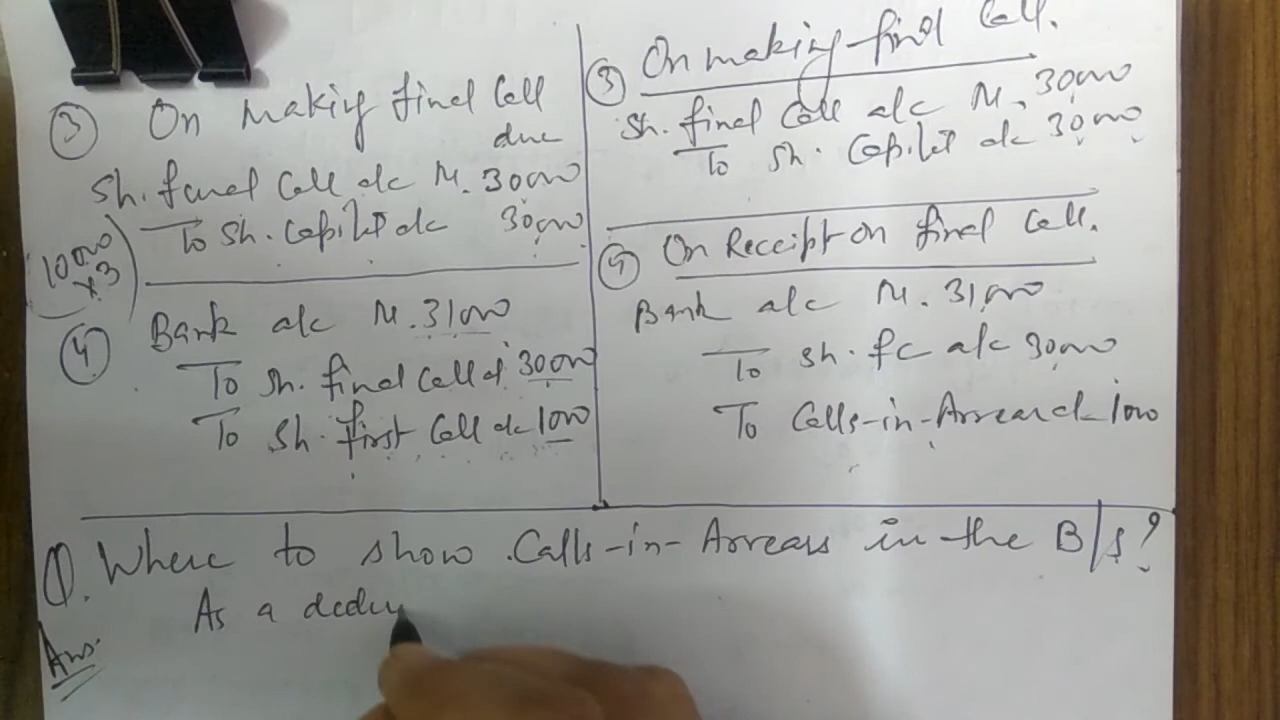 ③ On making final Call
due
Sh. final Call a/c Dr. 30000
To Sh. Capital a/c 30000
(10000
x 3)
④ Bank a/c Dr. 31000
To Sh. final Call a/c 30000
To Sh. first Call a/c 1000
③ On making final Call.
Sh. final Call a/c Dr. 30000
To Sh. Capital a/c 30000
④ On Receipt on final Call.
Bank a/c Dr. 31000
To Sh. fc a/c 30000
To Calls-in-Arrear a/c 1000
Q. Where to show Calls-in-Arrears in the B/s?
Ans. As a dedu